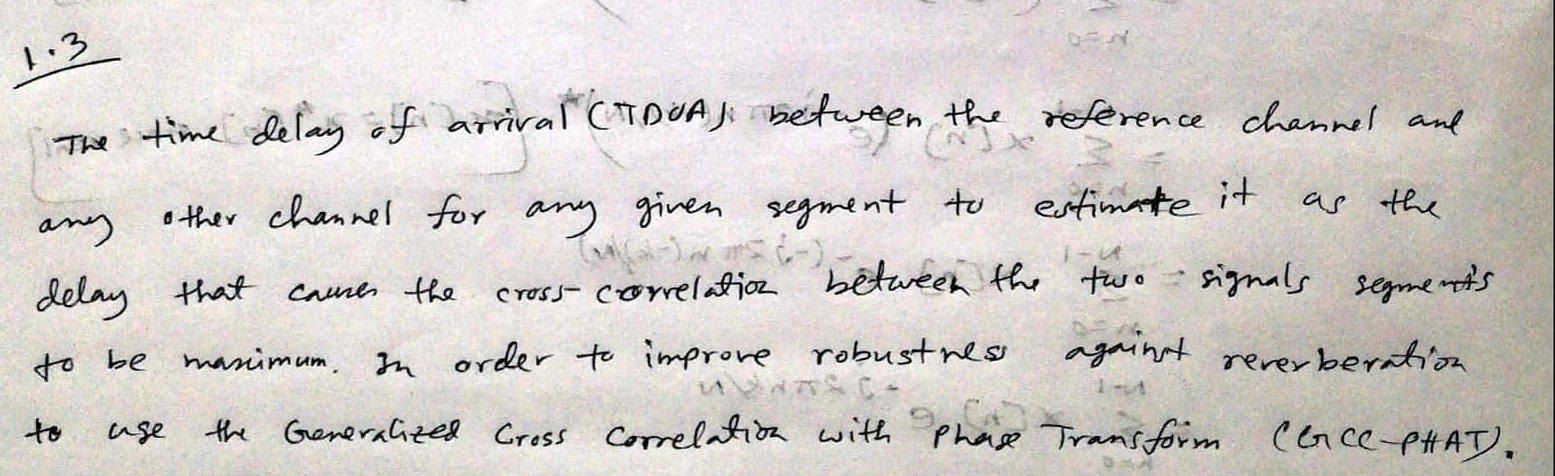 1.3
The time delay of arrival (TDOA) between the reference channel and
any other channel for any given segment to estimate it as the
delay that causes the cross-correlation between the two signals segments
to be maximum. In order to improve robustness against reverberation
to use the Generalized Cross Correlation with Phase Transform (GCC-PHAT).